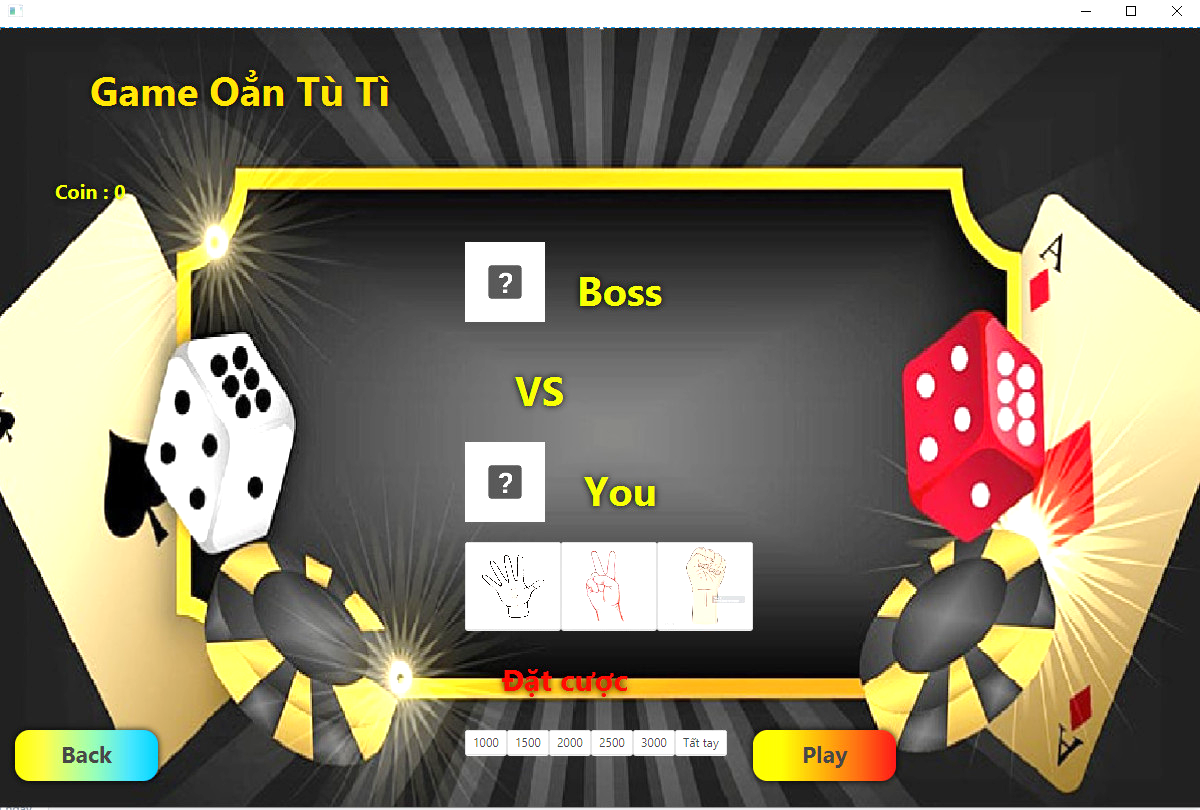 Game Oẳn Tù Tì
Coin : 0
A
?
Boss
VS
?
You
Đặt cược
1000 1500 2000 2500 3000 Tất tay
Back
Play
A